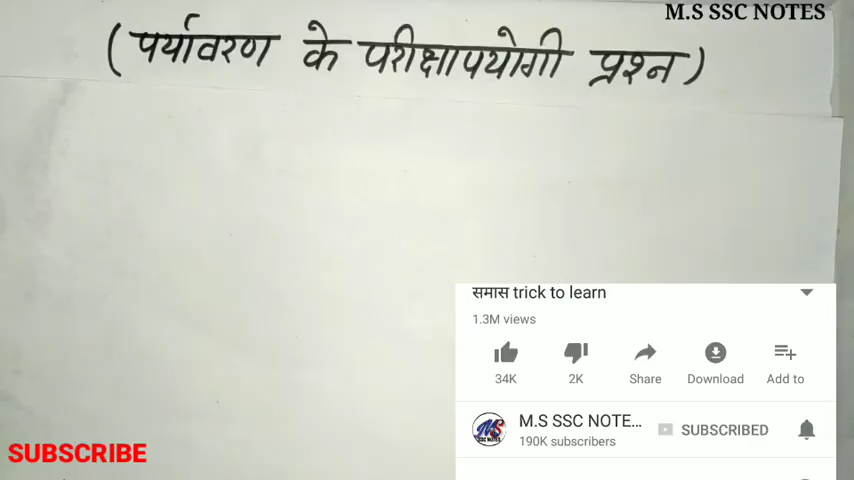 M.S SSC NOTES
(पर्यावरण के परीक्षापयोगी प्रश्न)
समास trick to learn
1.3M views
34K 2K Share Download Add to
M.S SSC NOTE...
SUBSCRIBED
190K subscribers
SUBSCRIBE